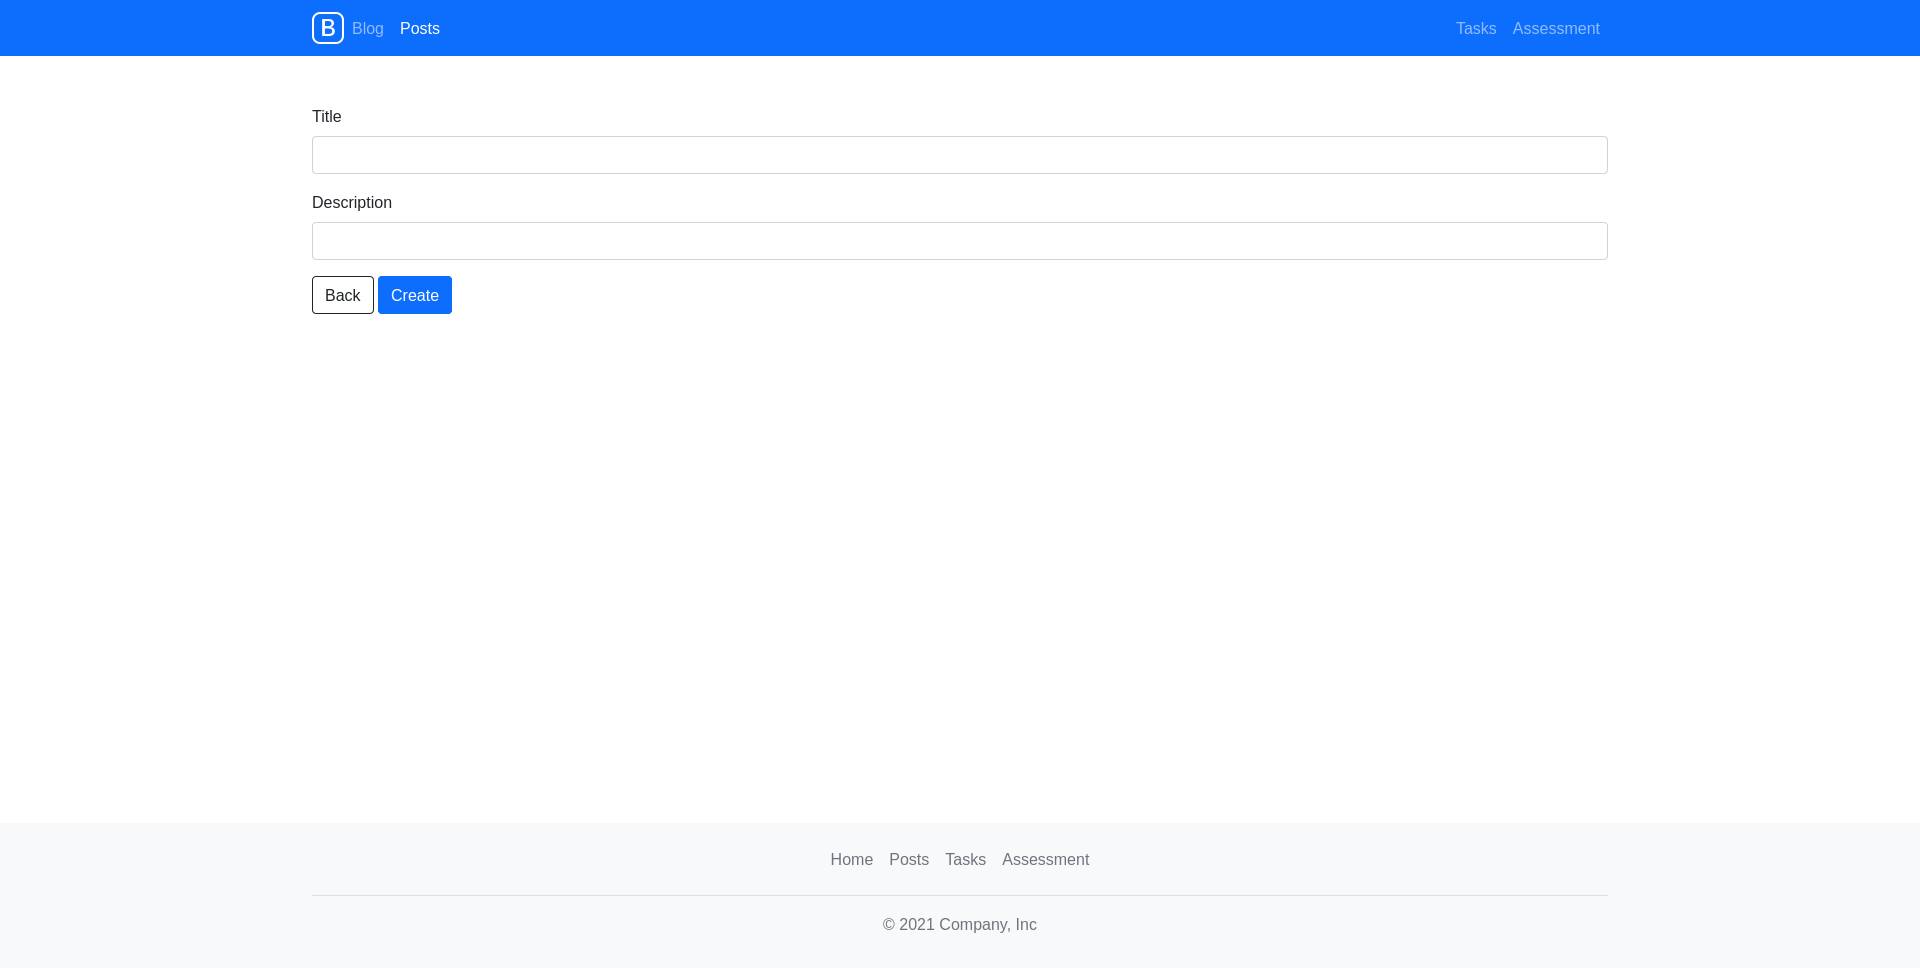 B Blog Posts Tasks Assessment
Title
Description
Back Create
Home Posts Tasks Assessment
© 2021 Company, Inc